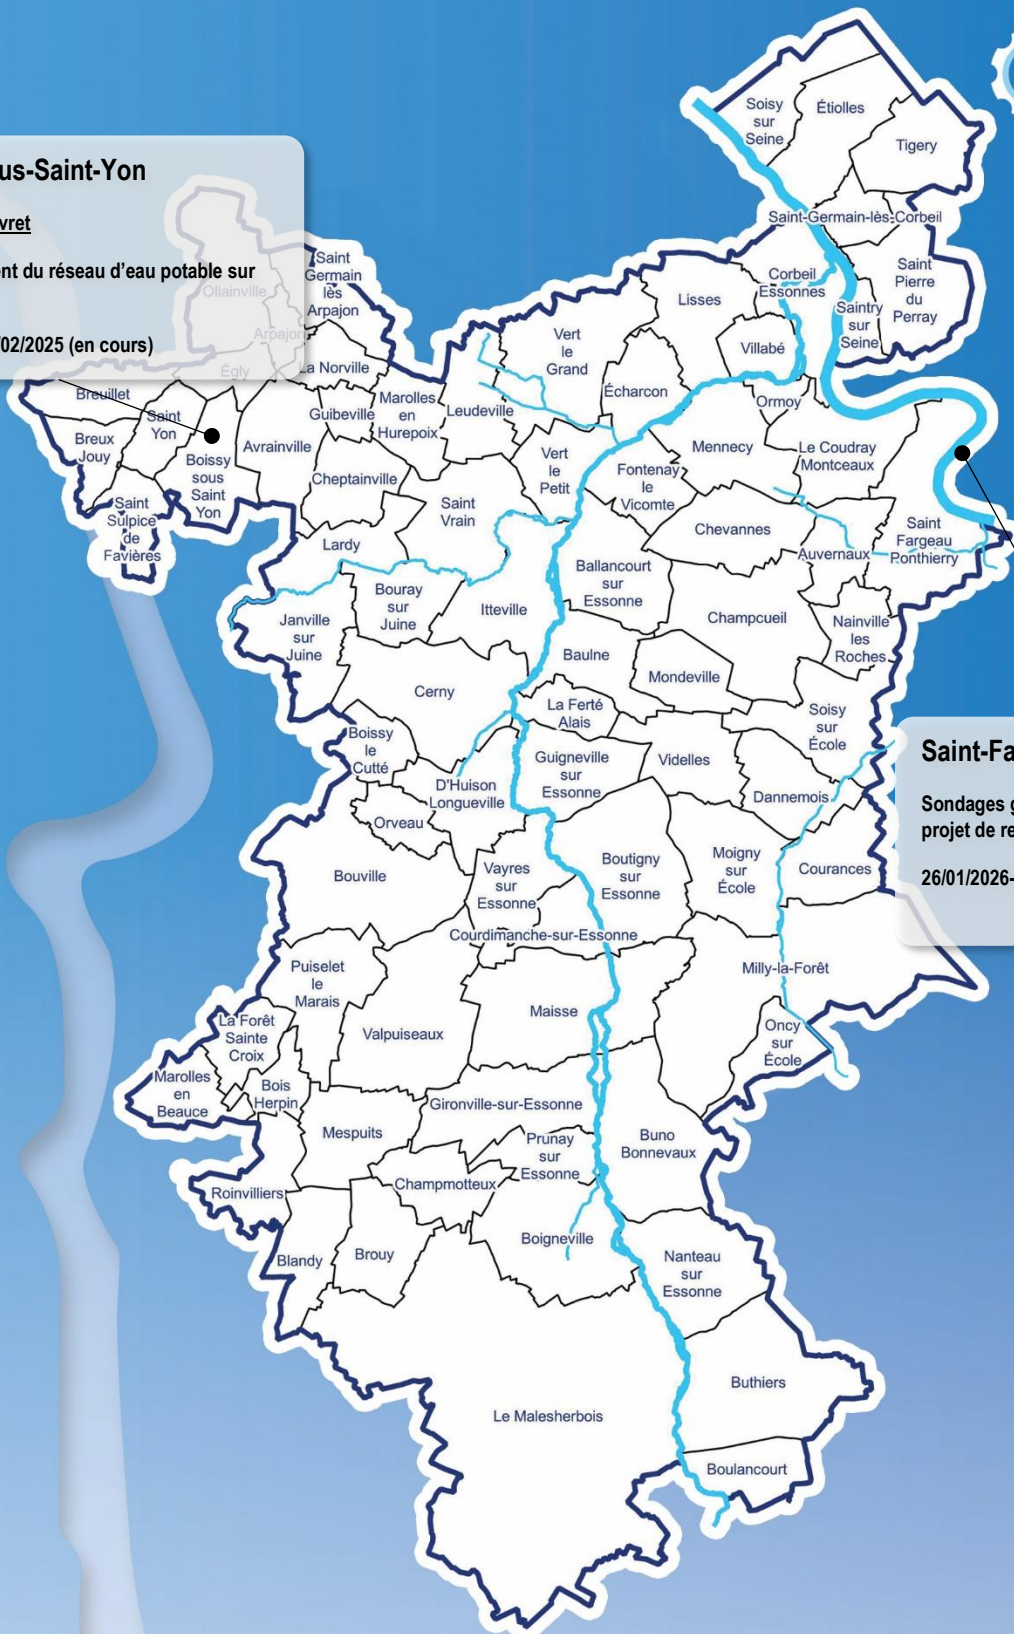 us-Saint-Yon
vret
ent du réseau d'eau potable sur
/02/2025 (en cours)
Soisy
sur
Seine
Étiolles
Tigery
Saint-Germain-lès-Corbeil
Saint
Pierre
du
Perray
Corbeil
Essonnes
Saintry
sur
Seine
Lisses
Villabé
Ormoy
Vert
le
Grand
Écharcon
Saint
Germain
lès
Arpajon
Ollainville
Arpajon
Égly
La Norville
Breuillet
Saint
Yon
Breux
Jouy
Boissy
sous
Saint
Yon
Saint
Sulpice
de
Favières
Avrainville
Guibeville
Marolles
en
Hurepoix
Leudeville
Cheptainville
Vert
le
Petit
Fontenay
le
Vicomte
Mennecy
Le Coudray
Montceaux
Saint
Vrain
Chevannes
Auvernaux
Saint
Fargeau
Ponthierry
Lardy
Bouray
sur
Juine
Itteville
Ballancourt
sur
Essonne
Champcueil
Nainville
les
Roches
Janville
sur
Juine
Cerny
Baulne
Mondeville
La Ferté
Alais
Soisy
sur
École
Boissy
le
Cutté
D'Huison
Longueville
Guigneville
sur
Essonne
Videlles
Dannemois
Saint-Fa
Sondages g
projet de re
26/01/2026-
Orveau
Bouville
Vayres
sur
Essonne
Boutigny
sur
Essonne
Moigny
sur
École
Courances
Courdimanche-sur-Essonne
Puiselet
le
Marais
Valpuiseaux
Maisse
Milly-la-Forêt
Oncy
sur
École
La Forêt
Sainte
Croix
Marolles
en
Beauce
Bois
Herpin
Mespuits
Gironville-sur-Essonne
Prunay
sur
Essonne
Buno
Bonnevaux
Roinvilliers
Champmotteux
Boigneville
Blandy
Brouy
Nanteau
sur
Essonne
Buthiers
Le Malesherbois
Boulancourt